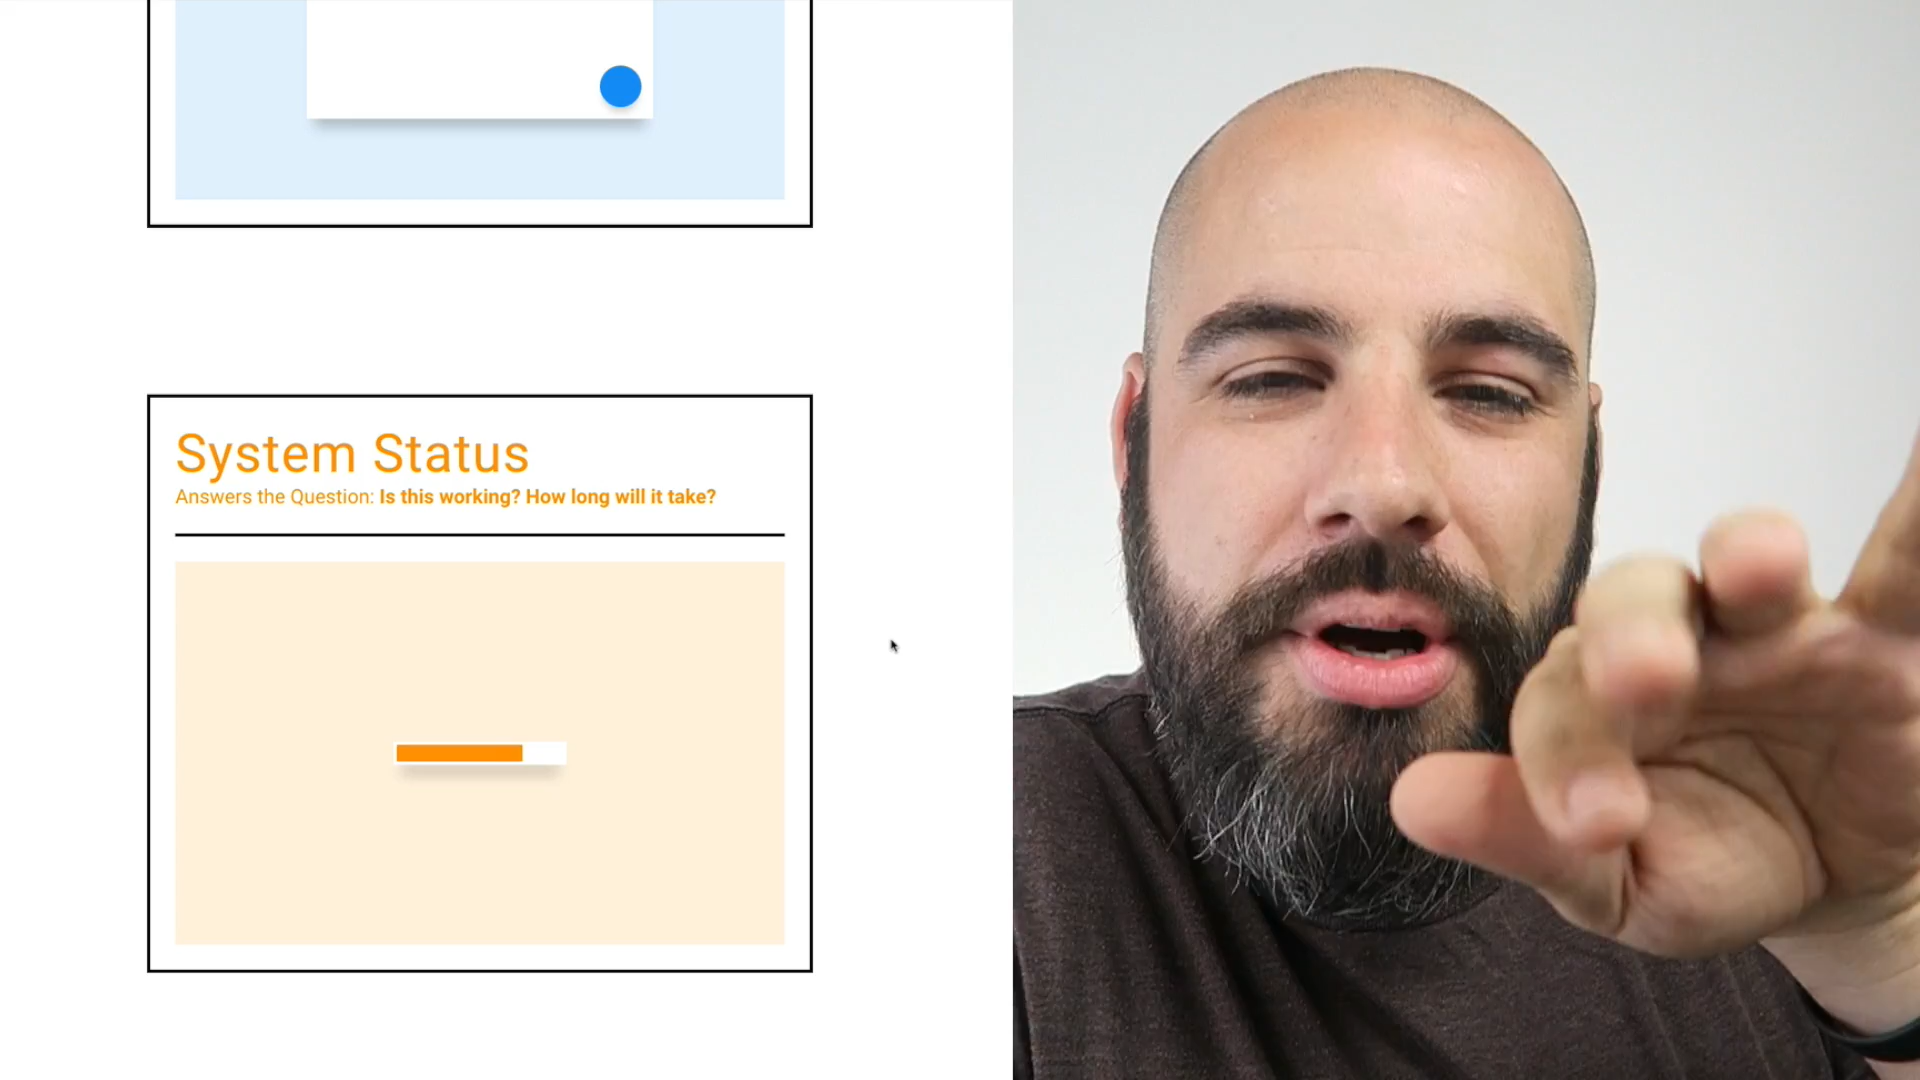 System Status
Answers the Question: Is this working? How long will it take?